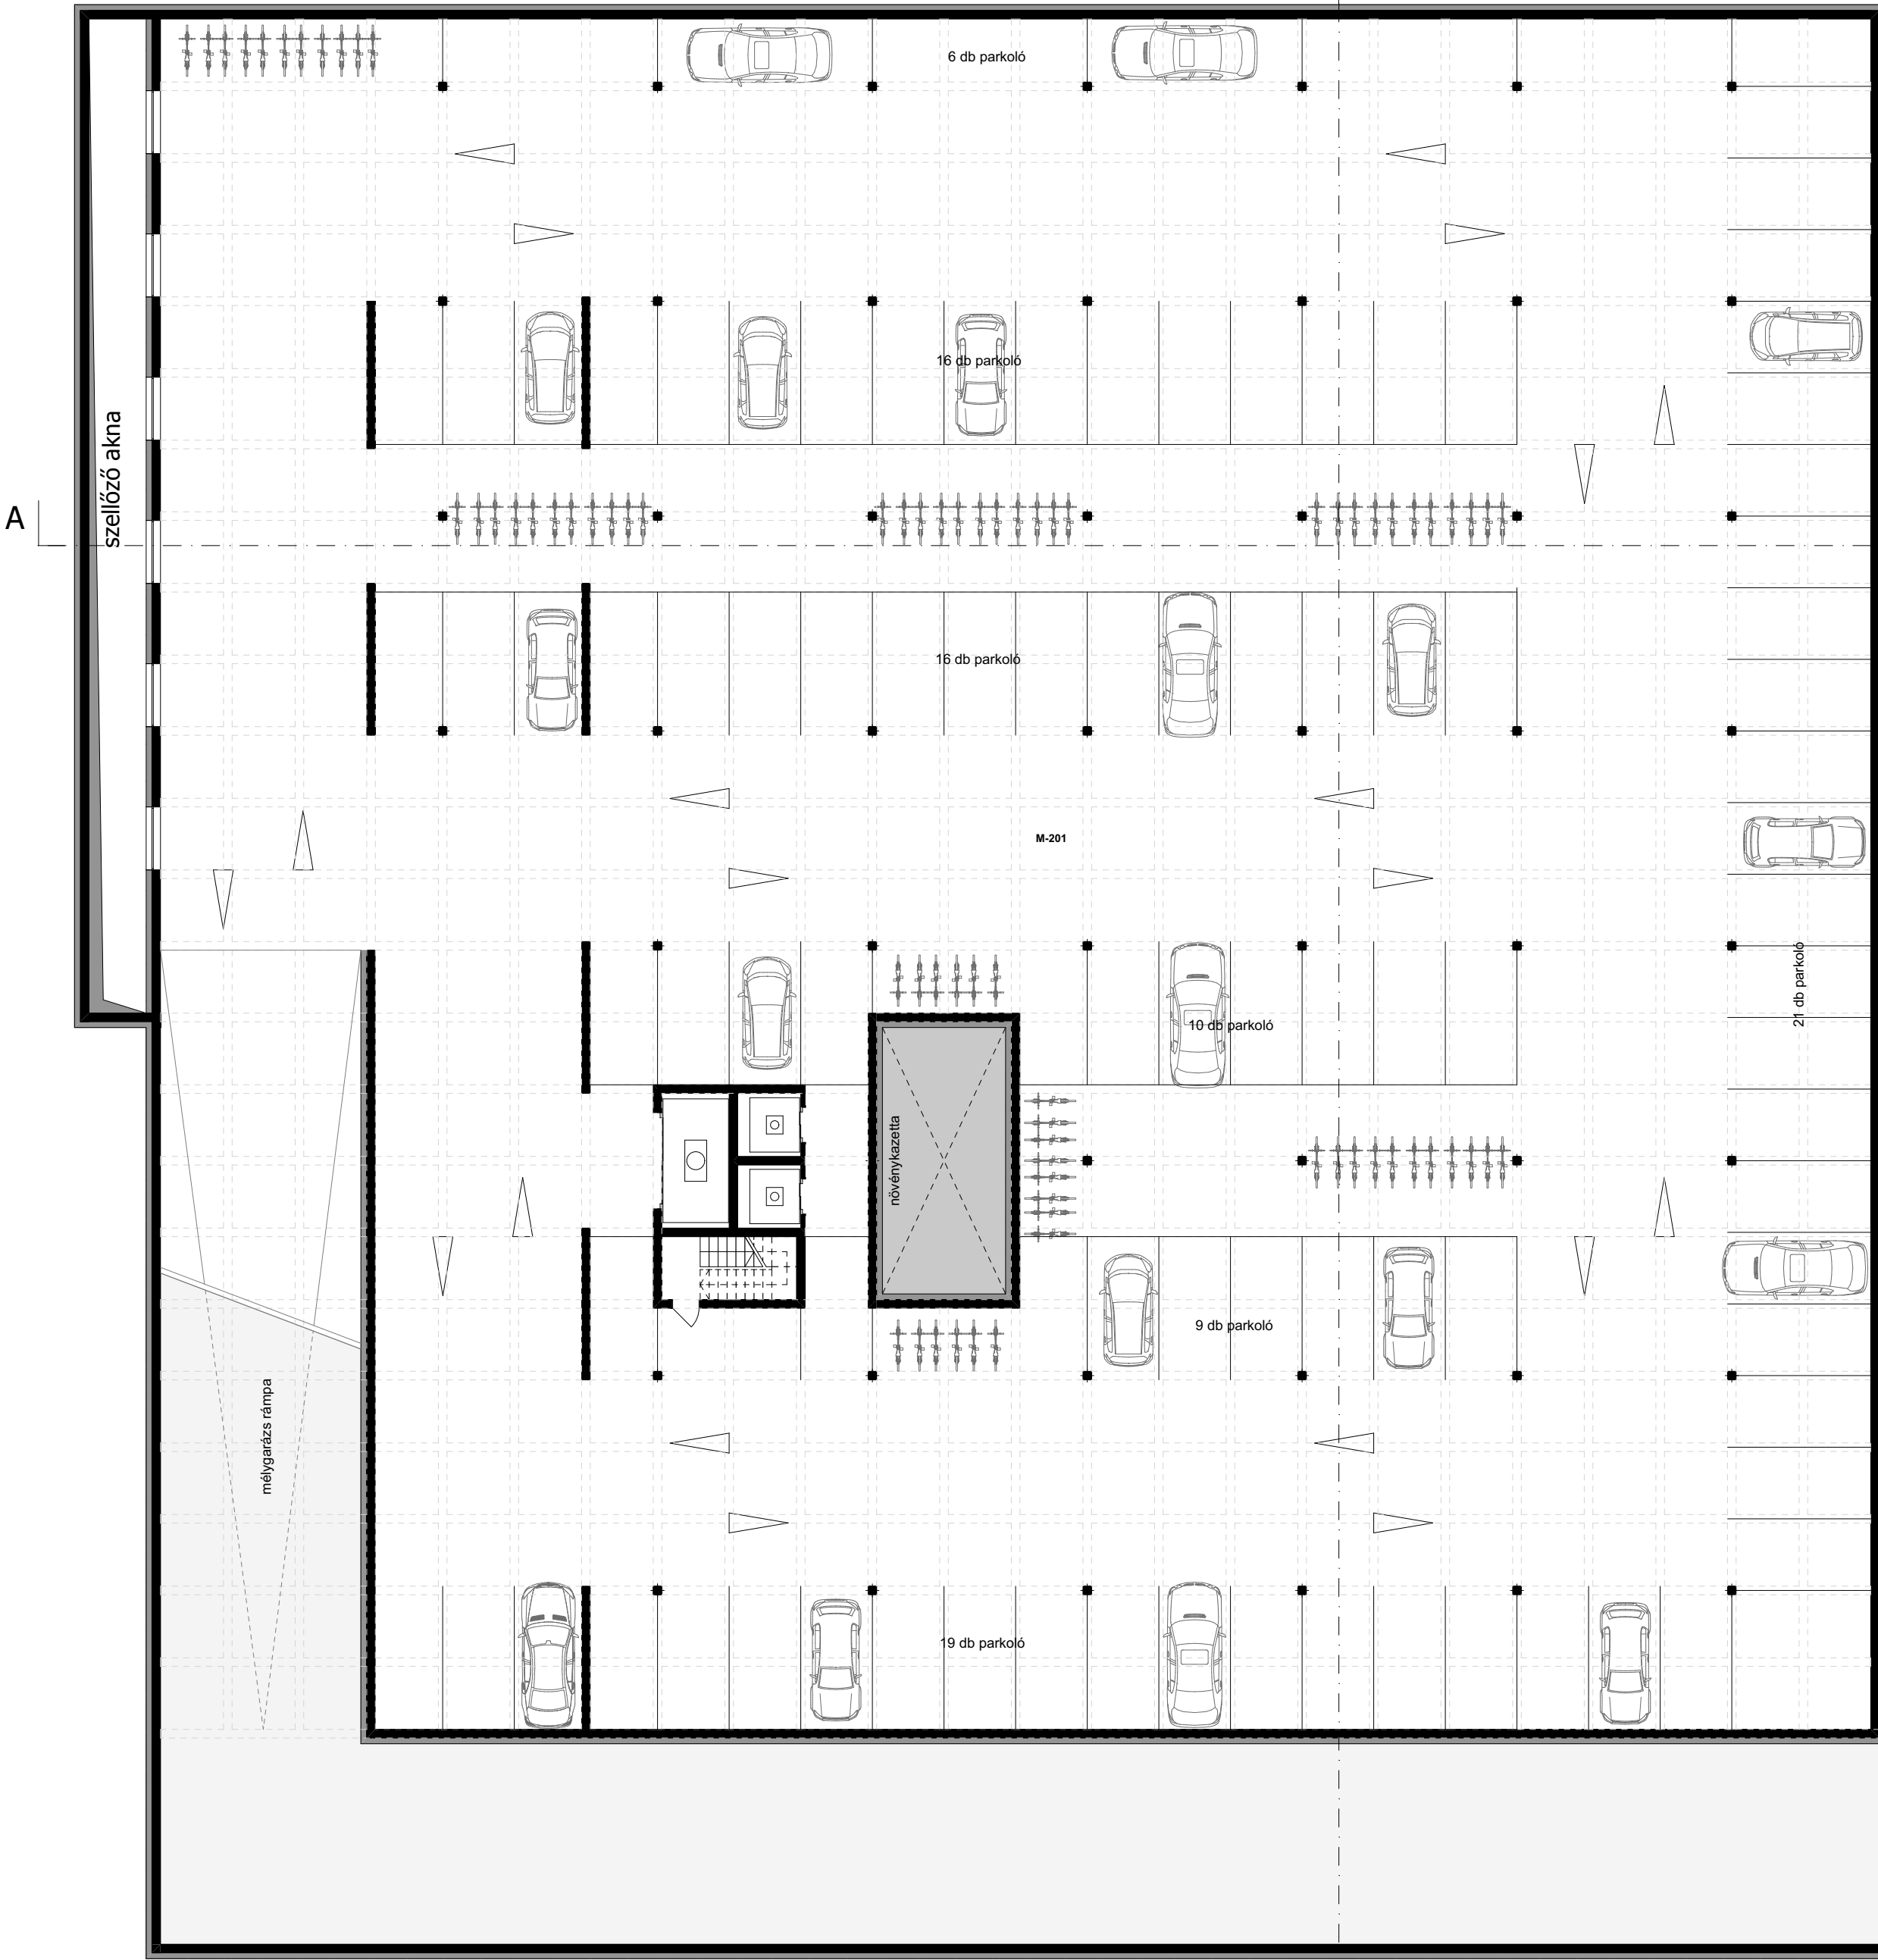 6 db parkoló
16 db parkoló
szellőző akna
A
16 db parkoló
M-201
21 db parkoló
10 db parkoló
növénykazetta
9 db parkoló
mélygarázs rámpa
19 db parkoló